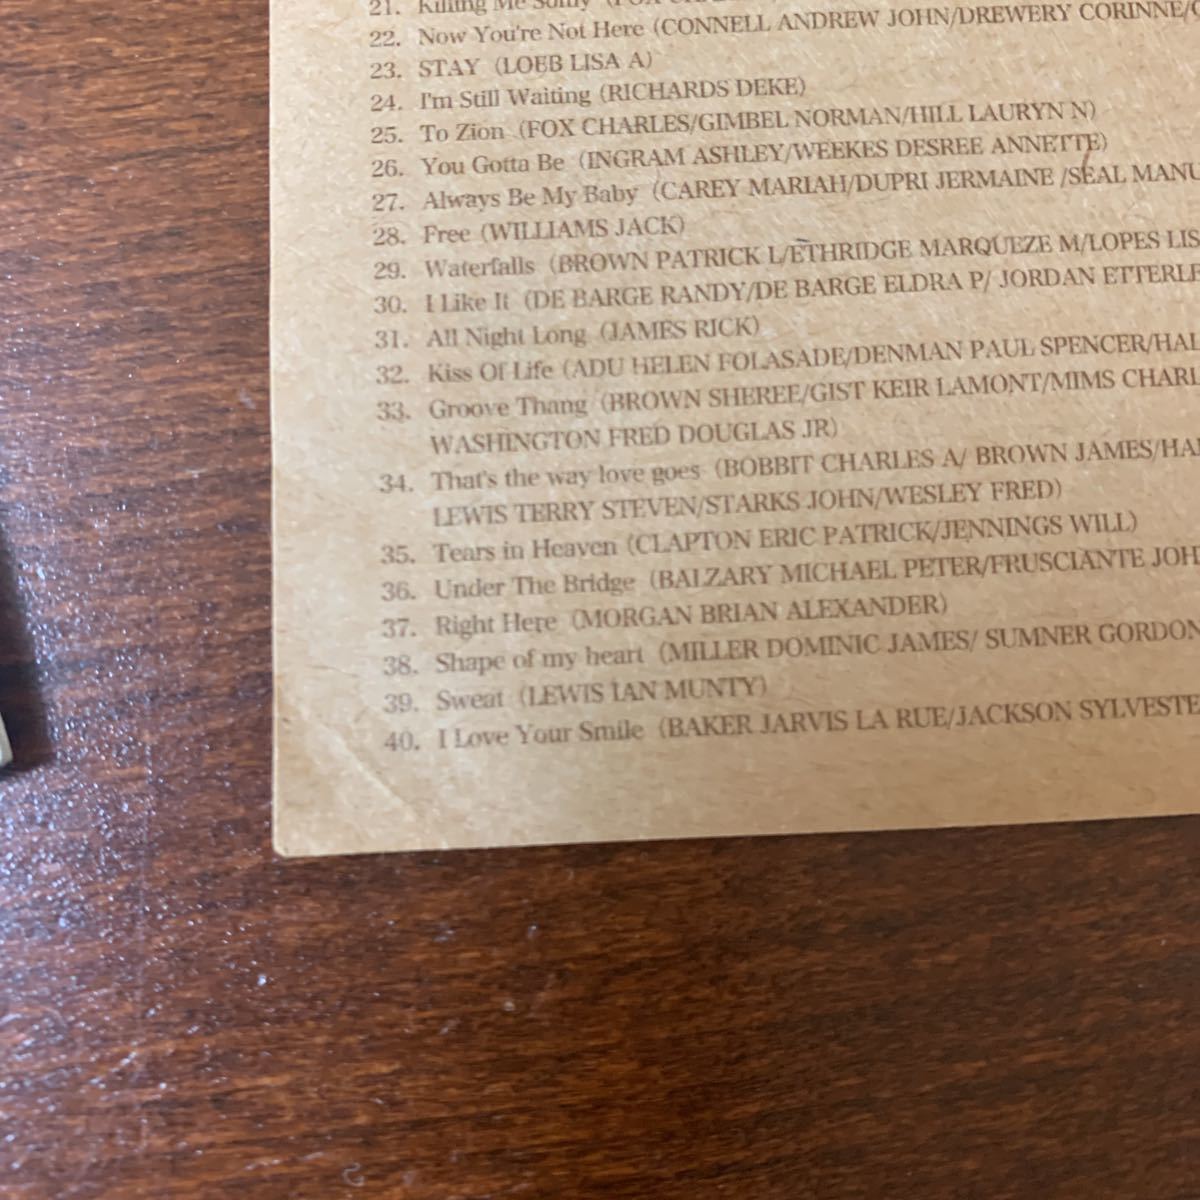 21. Killing Me Softly
22. Now You're Not Here (CONNELL ANDREW JOHN/DREWERY CORINNE/
23. STAY (LOEB LISA A)
24. I'm Still Waiting (RICHARDS DEKE)
25. To Zion (FOX CHARLES/GIMBEL NORMAN/HILL LAURYN N)
26. You Gotta Be (INGRAM ASHLEY/WEEKES DESREE ANNETTE)
27. Always Be My Baby (CAREY MARIAH/DUPRI JERMAINE /SEAL MANU
28. Free (WILLIAMS JACK)
29. Waterfalls (BROWN PATRICK L/ETHRIDGE MARQUEZE M/LOPES LIS
30. I Like It (DE BARGE RANDY/DE BARGE ELDRA P/ JORDAN ETTERLE
31. All Night Long (JAMES RICK)
32. Kiss Of Life (ADU HELEN FOLASADE/DENMAN PAUL SPENCER/HAL
33. Groove Thang (BROWN SHEREE/GIST KEIR LAMONT/MIMS CHARL
WASHINGTON FRED DOUGLAS JR)
34. That's the way love goes (BOBBIT CHARLES A/ BROWN JAMES/HAR
LEWIS TERRY STEVEN/STARKS JOHN/WESLEY FRED)
35. Tears in Heaven (CLAPTON ERIC PATRICK/JENNINGS WILL)
36. Under The Bridge (BALZARY MICHAEL PETER/FRUSCIANTE JOH
37. Right Here (MORGAN BRIAN ALEXANDER)
38. Shape of my heart (MILLER DOMINIC JAMES/ SUMNER GORDON
39. Sweat (LEWIS IAN MUNTY)
40. I Love Your Smile (BAKER JARVIS LA RUE/JACKSON SYLVESTE